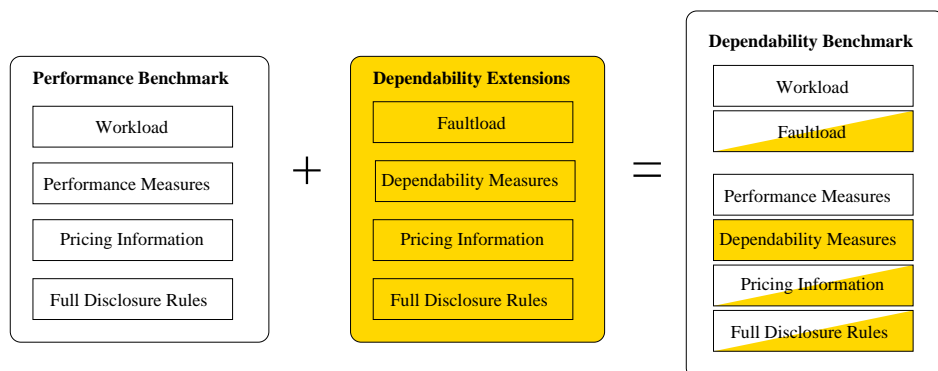 Performance Benchmark
Workload
Performance Measures
Pricing Information
Full Disclosure Rules
+
Dependability Extensions
Faultload
Dependability Measures
Pricing Information
Full Disclosure Rules
=
Dependability Benchmark
Workload
Faultload
Performance Measures
Dependability Measures
Pricing Information
Full Disclosure Rules